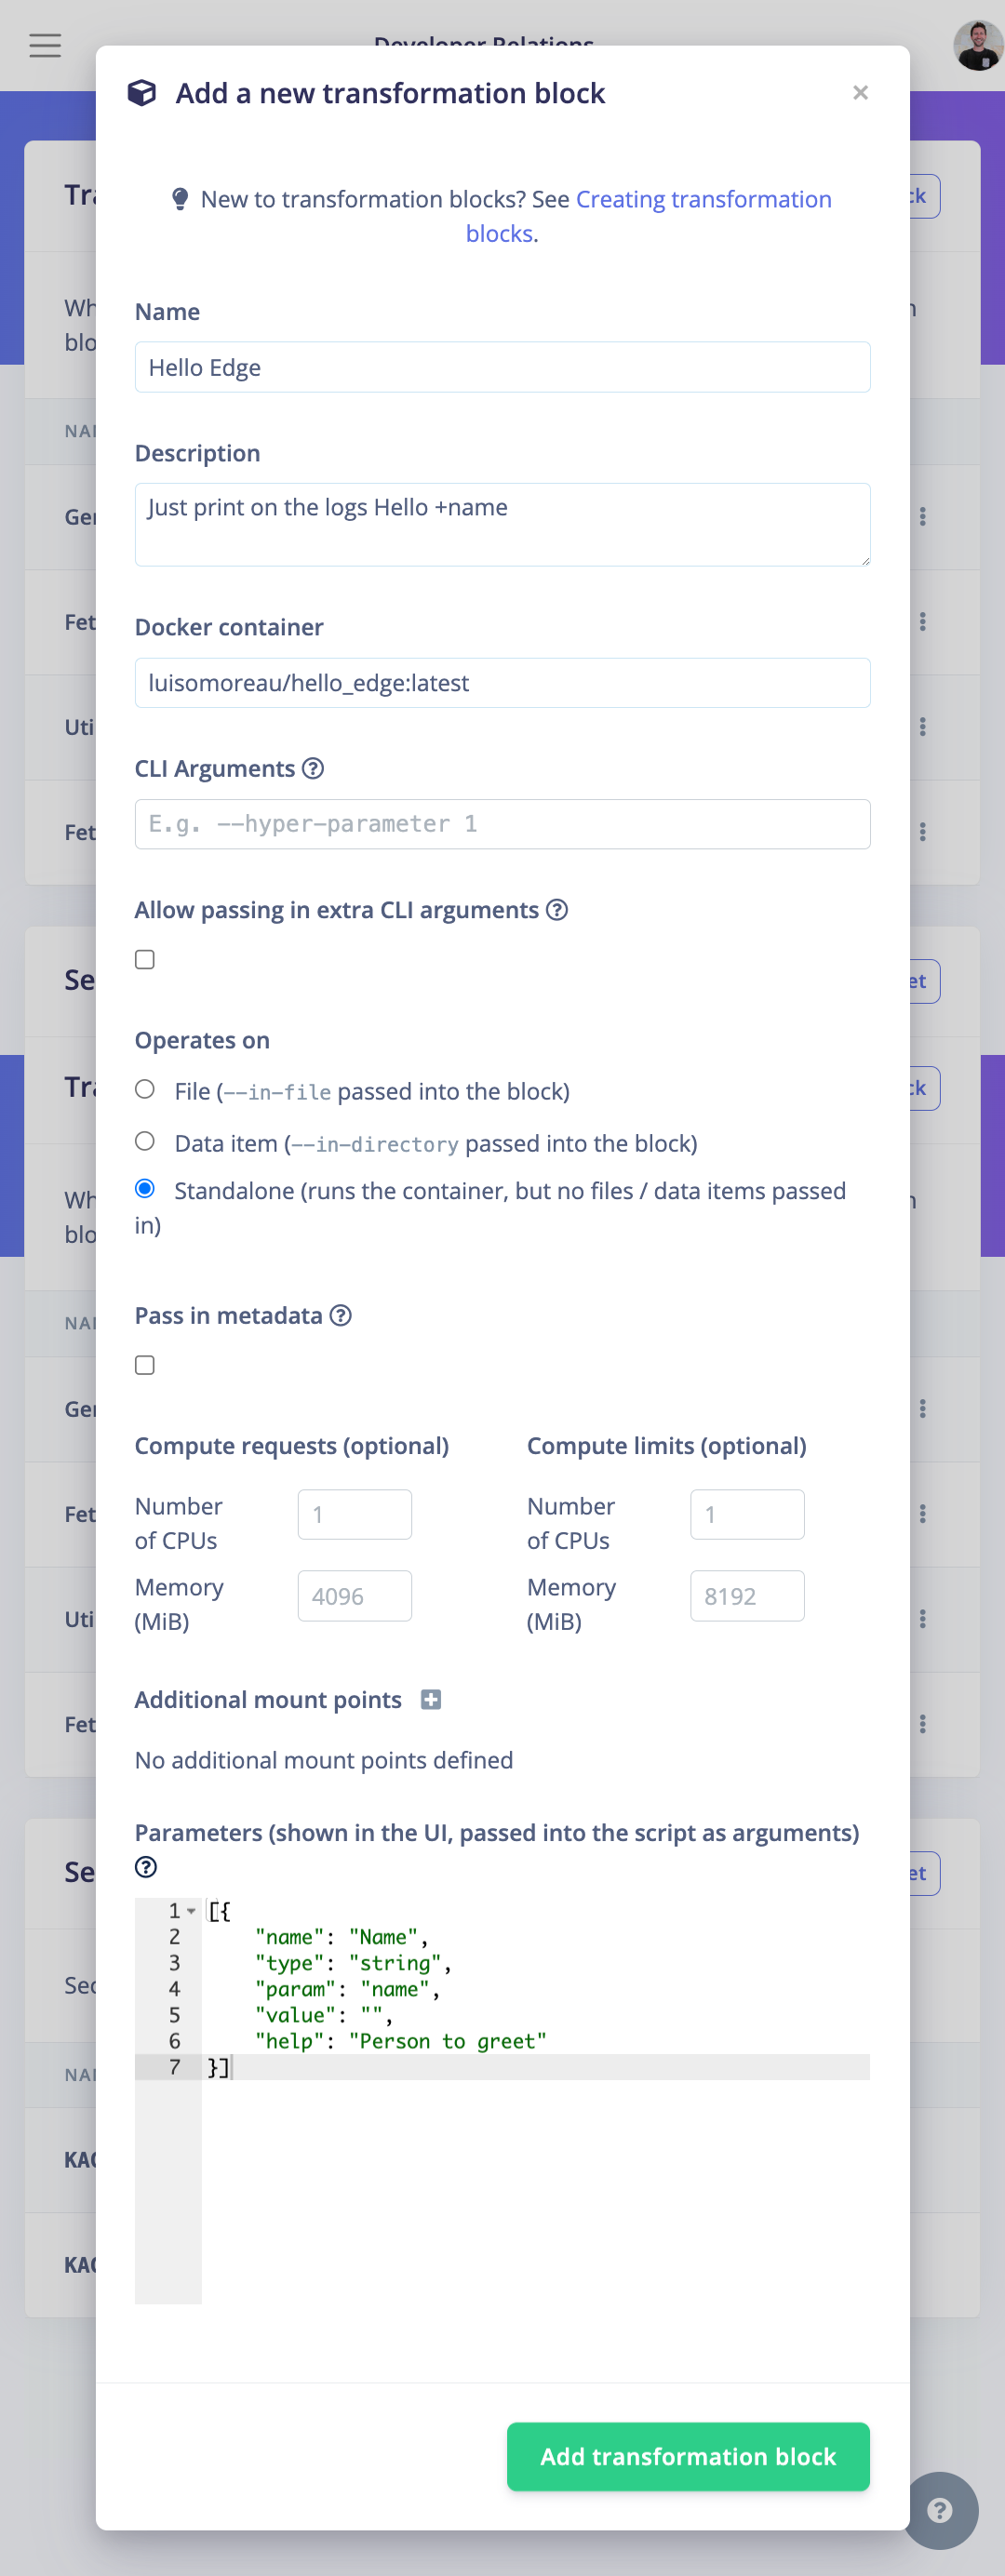 Developer Relations
Add a new transformation block
×
New to transformation blocks? See Creating transformation
blocks.
Name
Hello Edge
Description
Just print on the logs Hello +name
Docker container
luisomoreau/hello_edge:latest
CLI Arguments
E.g. --hyper-parameter 1
Allow passing in extra CLI arguments
Operates on
File (--in-file passed into the block)
Data item (--in-directory passed into the block)
Standalone (runs the container, but no files / data items passed
in)
Pass in metadata
Compute requests (optional)
Compute limits (optional)
Number
of CPUs
1
Number
of CPUs
1
Memory
(MiB)
4096
Memory
(MiB)
8192
Additional mount points
No additional mount points defined
Parameters (shown in the UI, passed into the script as arguments)
1 [{
2 "name": "Name",
3 "type": "string",
4 "param": "name",
5 "value": "",
6 "help": "Person to greet"
7 }]
Add transformation block